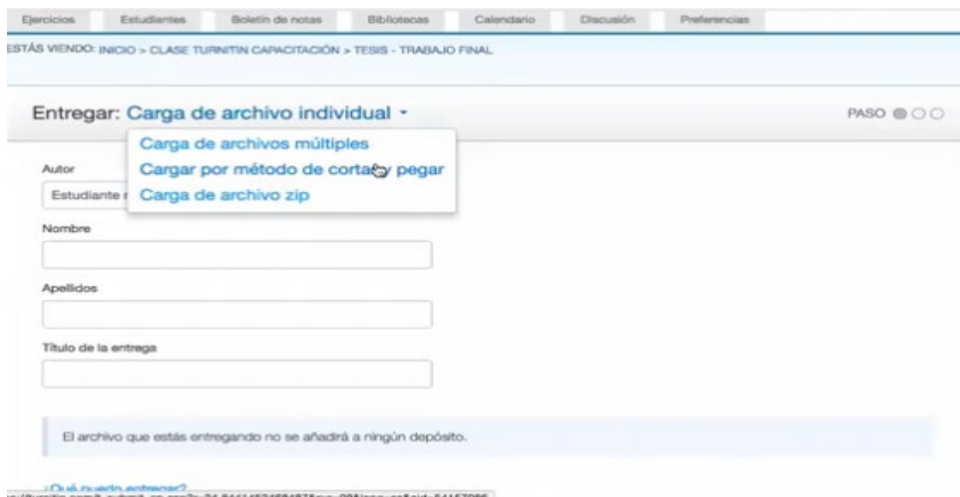 Ejercicios Estudiantes Boletín de notas Bibliotecas Calendario Discusión Preferencias
ESTÁS VIENDO: INICIO > CLASE TURNITIN CAPACITACIÓN > TESIS - TRABAJO FINAL
Entregar: Carga de archivo individual PASO
Carga de archivos múltiples
Autor
Cargar por método de cortar y pegar
Estudiante
Carga de archivo zip
Nombre
Apellidos
Título de la entrega
El archivo que estás entregando no se añadirá a ningún depósito.
¿Qué puedo entregar?